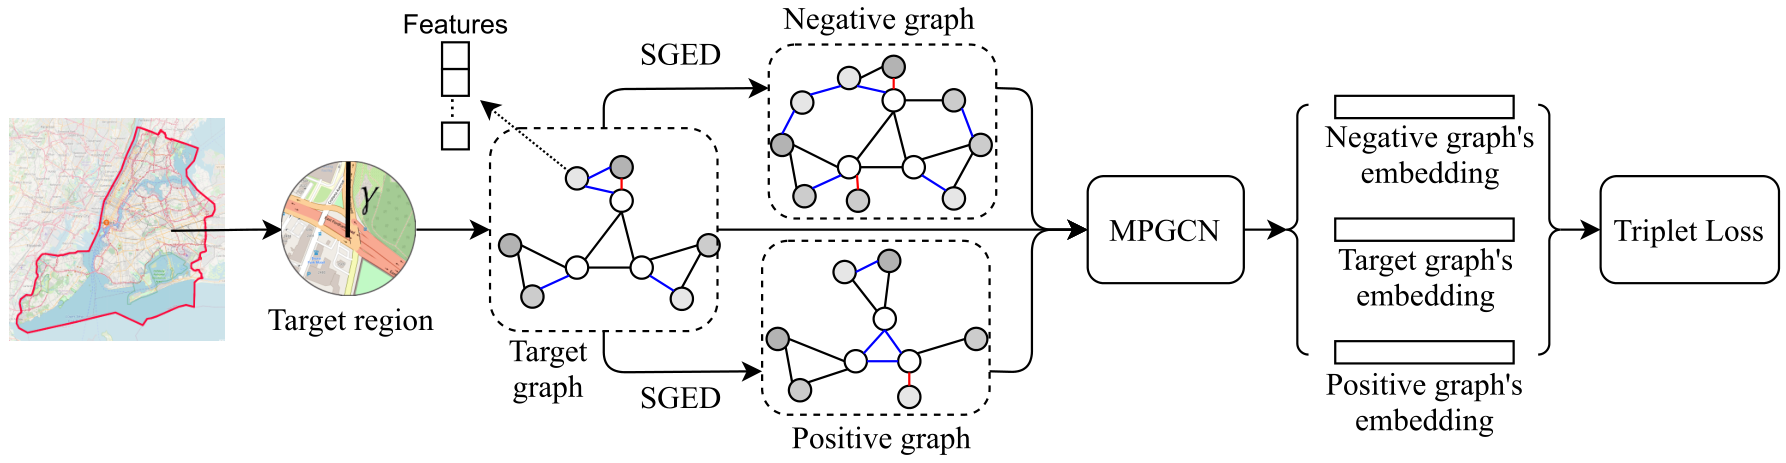 Features
SGED
Negative graph
γ
Target region
Target
graph
SGED
Positive graph
MPGCN
Negative graph's
embedding
Target graph's
embedding
Positive graph's
embedding
Triplet Loss